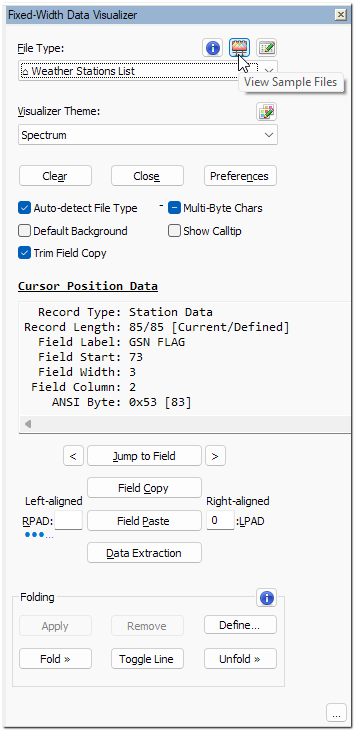 Fixed-Width Data Visualizer
File Type:
⌂ Weather Stations List
View Sample Files
Visualizer Theme:
Spectrum
Clear Close Preferences
Auto-detect File Type - Multi-Byte Chars
Default Background Show Calltip
Trim Field Copy
Cursor Position Data
Record Type: Station Data
Record Length: 85/85 [Current/Defined]
Field Label: GSN FLAG
Field Start: 73
Field Width: 3
Field Column: 2
ANSI Byte: 0x53 [83]
< Jump to Field >
Field Copy
Left-aligned Right-aligned
RPAD: Field Paste 0 :LPAD
Data Extraction
Folding
Apply Remove Define...
Fold » Toggle Line Unfold »
...